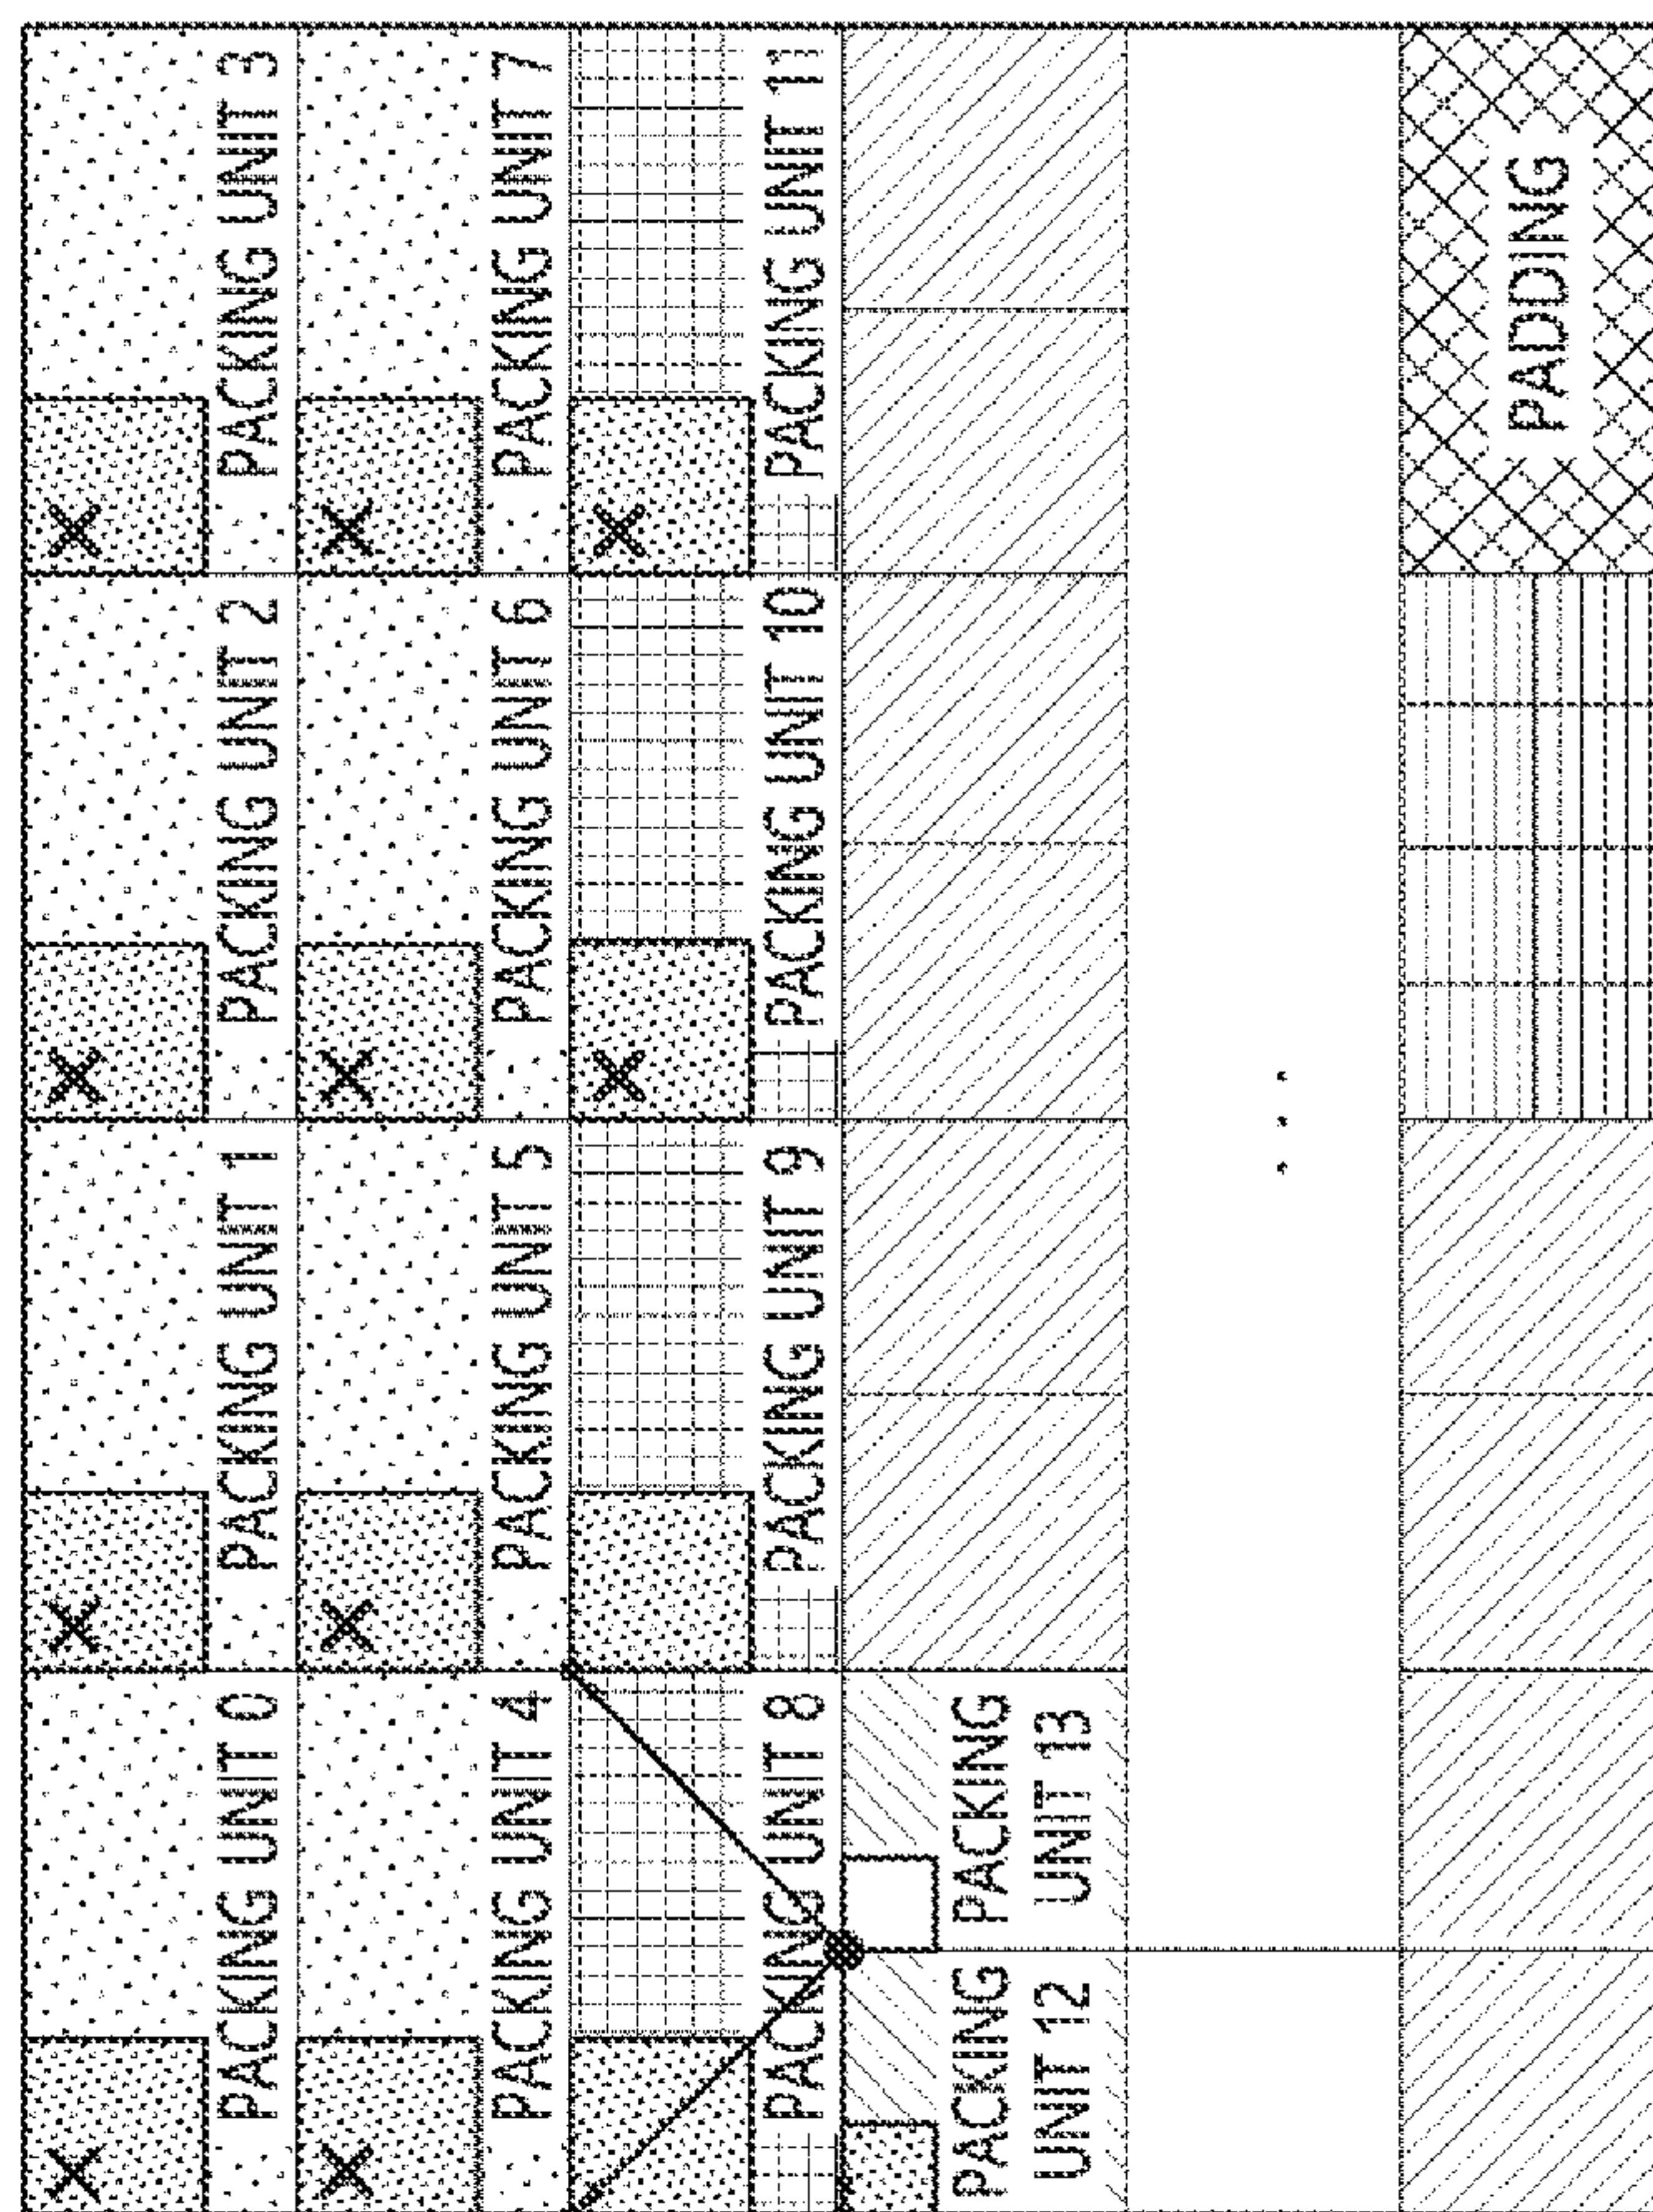 PACKING UNIT 0
PACKING UNIT 1
PACKING UNIT 2
PACKING UNIT 3
PACKING UNIT 4
PACKING UNIT 5
PACKING UNIT 6
PACKING UNIT 7
PACKING UNIT 8
PACKING UNIT 9
PACKING UNIT 10
PACKING UNIT 11
PACKING
UNIT 12
PACKING
UNIT 13
PADDING